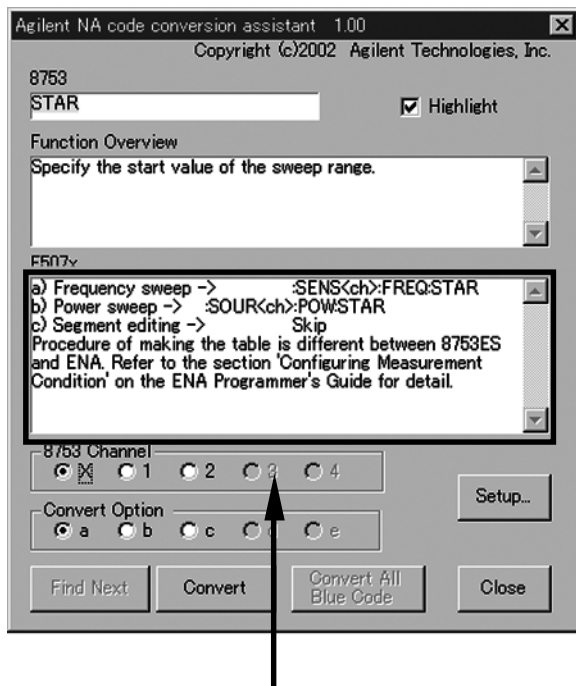 Agilent NA code conversion assistant 1.00
Copyright (c)2002 Agilent Technologies, Inc.
8753
STAR
Highlight
Function Overview
Specify the start value of the sweep range.
E507x
a) Frequency sweep -> :SENS<ch>:FREQ:STAR
b) Power sweep -> :SOUR<ch>:POW:STAR
c) Segment editing -> Skip
Procedure of making the table is different between 8753ES
and ENA. Refer to the section 'Configuring Measurement
Condition' on the ENA Programmer's Guide for detail.
8753 Channel
X 1 2 3 4
Setup...
Convert Option
a b c d e
Find Next Convert Convert All Blue Code Close